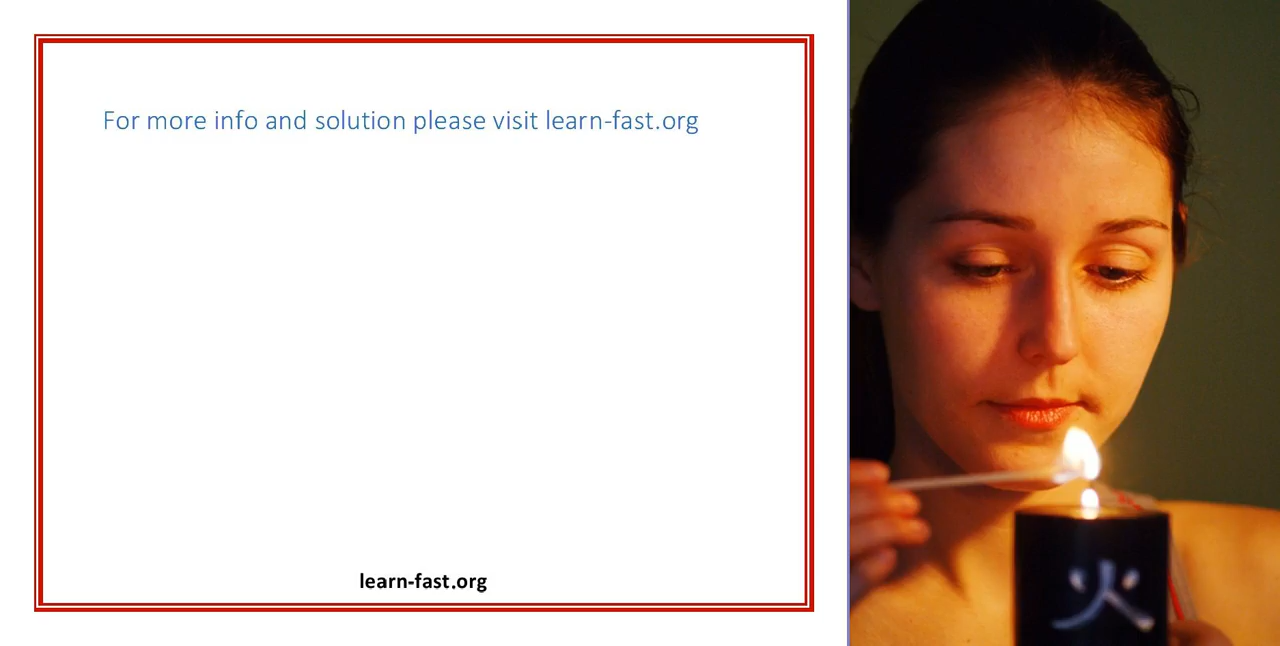 For more info and solution please visit learn-fast.org
learn-fast.org
火